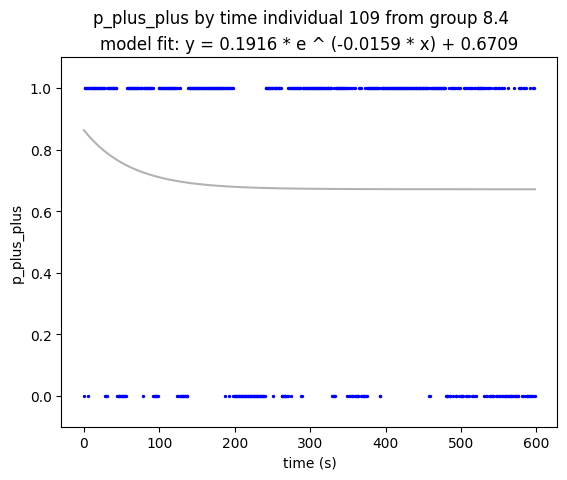 p_plus_plus by time individual 109 from group 8.4
model fit: y = 0.1916 * e ^ (-0.0159 * x) + 0.6709
1.0
0.8
0.6
0.4
0.2
0.0
p_plus_plus
0 100 200 300 400 500 600
time (s)